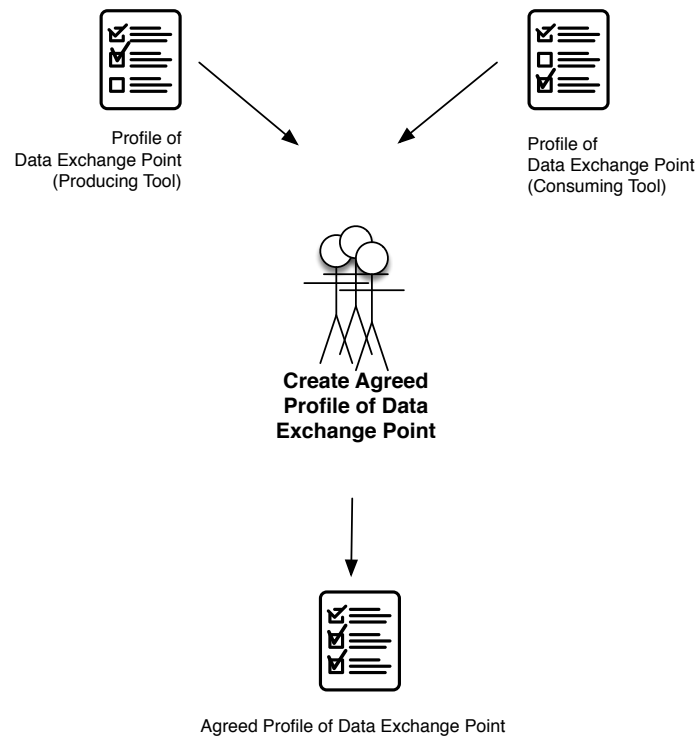 Profile of
Data Exchange Point
(Producing Tool)
Profile of
Data Exchange Point
(Consuming Tool)
Create Agreed
Profile of Data
Exchange Point
Agreed Profile of Data Exchange Point